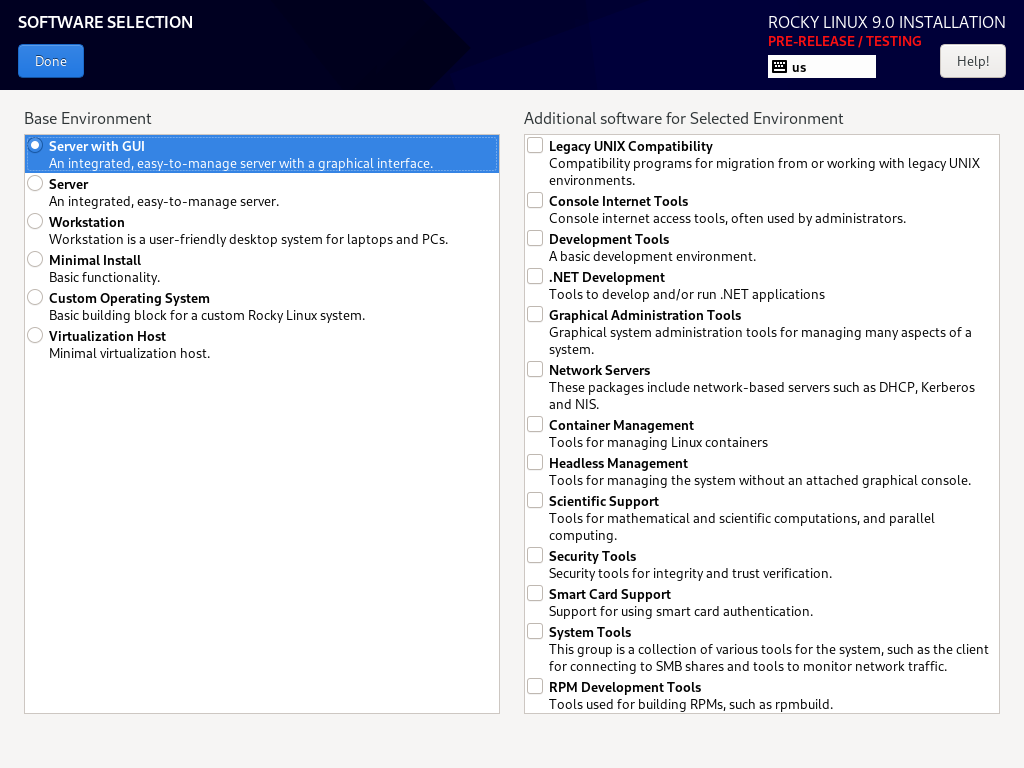 SOFTWARE SELECTION
Done
ROCKY LINUX 9.0 INSTALLATION
PRE-RELEASE / TESTING
us
Help!
Base Environment
Server with GUI
An integrated, easy-to-manage server with a graphical interface.
Server
An integrated, easy-to-manage server.
Workstation
Workstation is a user-friendly desktop system for laptops and PCs.
Minimal Install
Basic functionality.
Custom Operating System
Basic building block for a custom Rocky Linux system.
Virtualization Host
Minimal virtualization host.
Additional software for Selected Environment
Legacy UNIX Compatibility
Compatibility programs for migration from or working with legacy UNIX
environments.
Console Internet Tools
Console internet access tools, often used by administrators.
Development Tools
A basic development environment.
.NET Development
Tools to develop and/or run .NET applications
Graphical Administration Tools
Graphical system administration tools for managing many aspects of a
system.
Network Servers
These packages include network-based servers such as DHCP, Kerberos
and NIS.
Container Management
Tools for managing Linux containers
Headless Management
Tools for managing the system without an attached graphical console.
Scientific Support
Tools for mathematical and scientific computations, and parallel
computing.
Security Tools
Security tools for integrity and trust verification.
Smart Card Support
Support for using smart card authentication.
System Tools
This group is a collection of various tools for the system, such as the client
for connecting to SMB shares and tools to monitor network traffic.
RPM Development Tools
Tools used for building RPMs, such as rpmbuild.